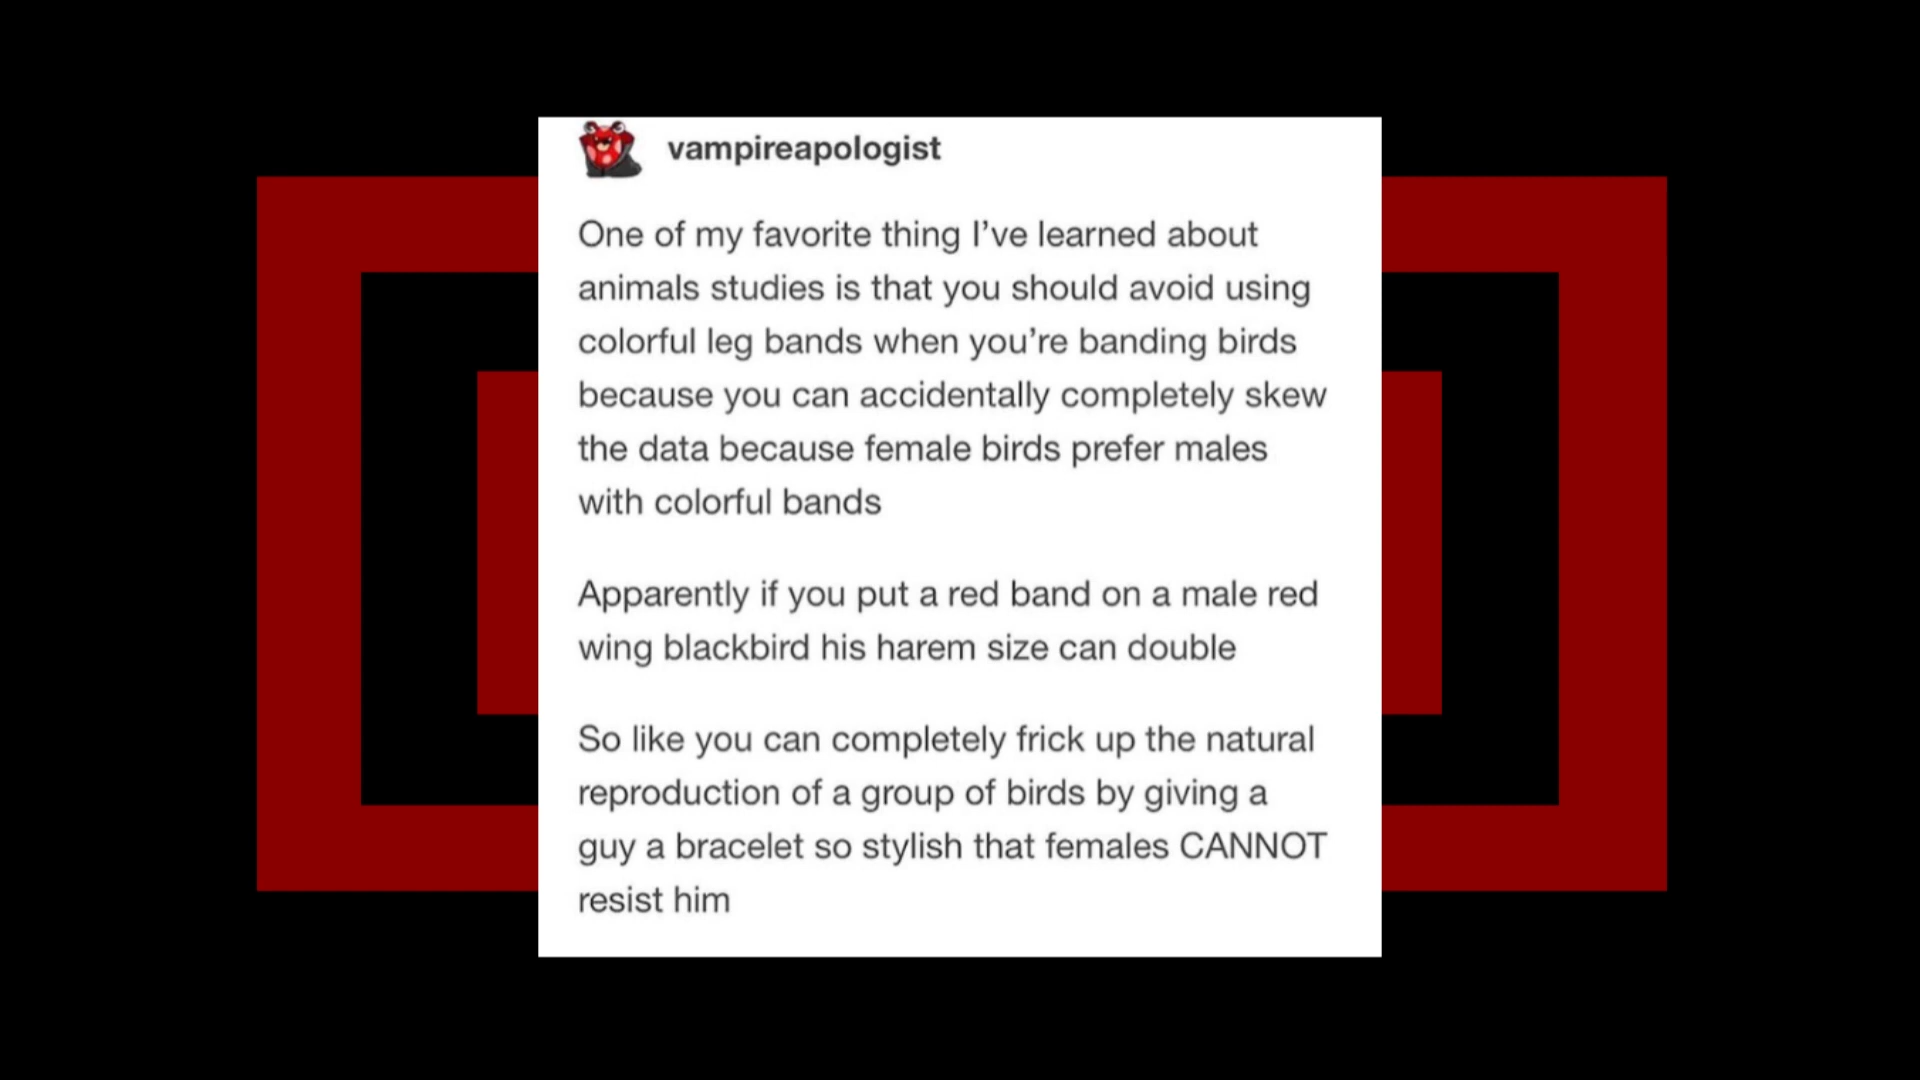 vampireapologist
One of my favorite thing I’ve learned about
animals studies is that you should avoid using
colorful leg bands when you’re banding birds
because you can accidentally completely skew
the data because female birds prefer males
with colorful bands
Apparently if you put a red band on a male red
wing blackbird his harem size can double
So like you can completely frick up the natural
reproduction of a group of birds by giving a
guy a bracelet so stylish that females CANNOT
resist him